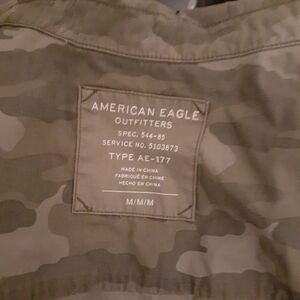 AMERICAN EAGLE
OUTFITTERS
SPEC. 544-85
SERVICE NO. 5103873
TYPE AE-177
MADE IN CHINA
FABRIQUÉ EN CHINE
HECHO EN CHINA
M/M/M